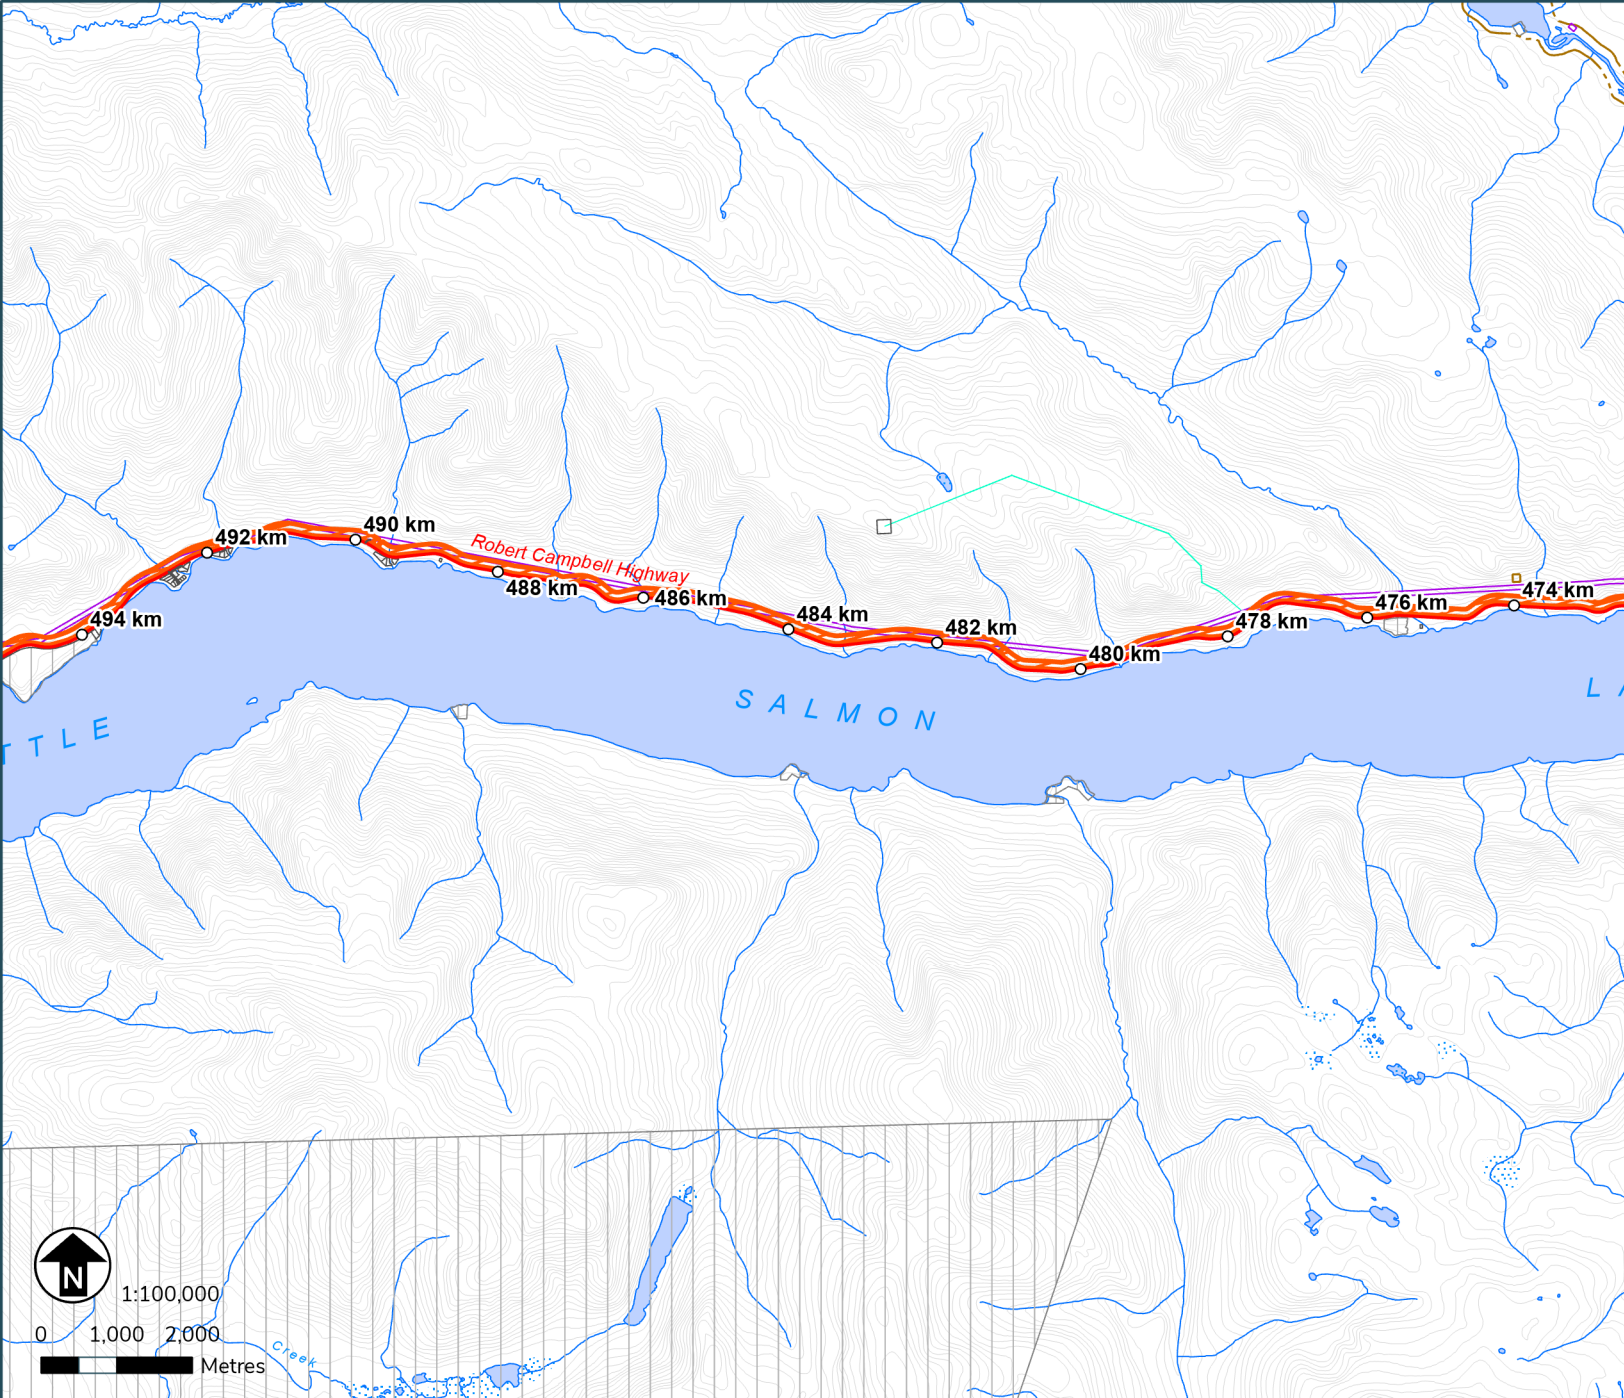 490 km
492 km
Robert Campbell Highway
488 km
486 km
474 km
476 km
484 km
494 km
478 km
482 km
480 km
TTLE
SALMON
LA
N
1:100,000
0 1,000 2,000
Metres
Creek